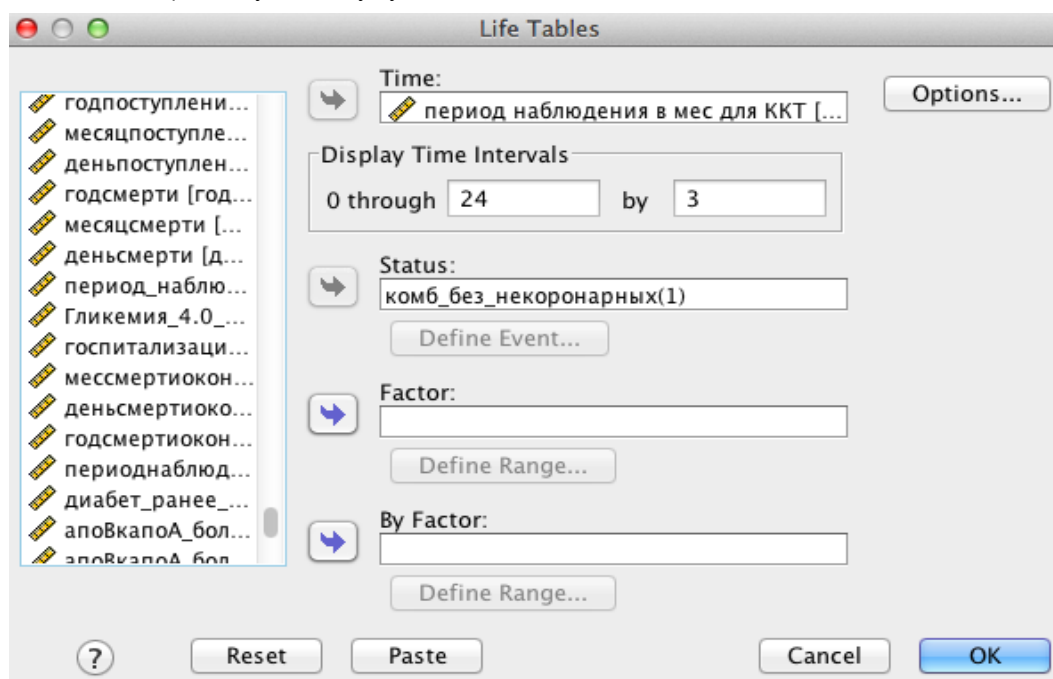 Life Tables
годпоступлени...
месяцпоступле...
деньпоступлен...
годсмерти [год...
месяцсмерти [...
деньсмерти [д...
период_наблю...
Гликемия_4.0_...
госпитализаци...
мессмертиокон...
деньсмертиоко...
годсмертиокон...
периоднаблюд...
диабет_ранее_...
апоВкапоА_бол...
апоВкапоА_бол
Time:
период наблюдения в мес для ККТ [...
Options...
Display Time Intervals
0 through 24 by 3
Status:
комб_без_некоронарных(1)
Define Event...
Factor:
Define Range...
By Factor:
Define Range...
? Reset Paste Cancel OK